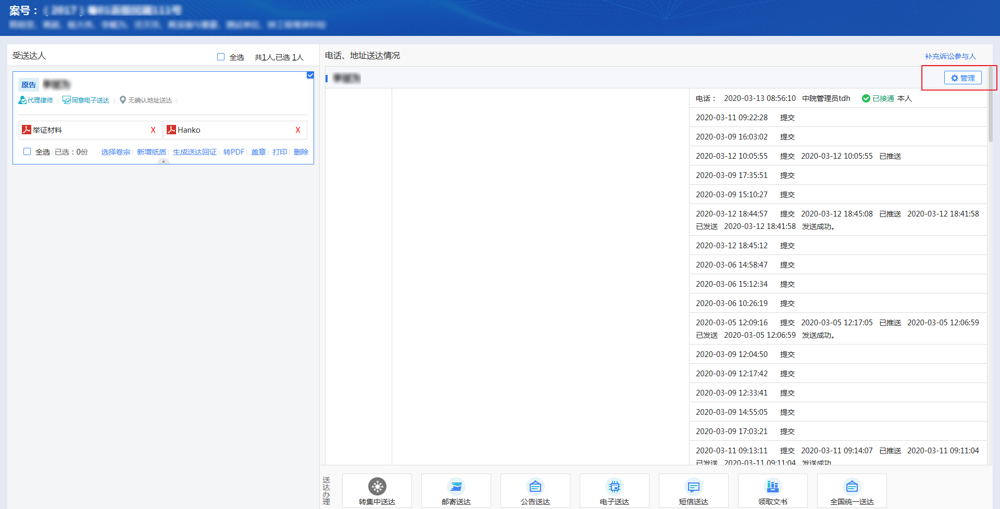 案号：
受送达人
全选 共1人,已选 1人
原告
代理律师 同意电子送达 无确认地址送达
举证材料 X Hanko X
全选 已选：0份 选择卷宗 新增纸质 生成送达回证 转PDF 盖章 打印 删除
电话、地址送达情况
补充诉讼参与人
管理
电话： 2020-03-13 08:56:10 中院管理员tdh 已接通 本人
2020-03-11 09:22:28 提交
2020-03-09 16:03:02 提交
2020-03-12 10:05:55 提交 2020-03-12 10:05:55 已推送
2020-03-09 17:35:51 提交
2020-03-09 15:10:27 提交
2020-03-12 18:44:57 提交 2020-03-12 18:45:08 已推送 2020-03-12 18:41:58
已发送 2020-03-12 18:41:58 发送成功。
2020-03-12 18:45:12 提交
2020-03-06 14:58:47 提交
2020-03-06 15:12:34 提交
2020-03-06 10:26:19 提交
2020-03-05 12:09:16 提交 2020-03-05 12:17:05 已推送 2020-03-05 12:06:59
已发送 2020-03-05 12:06:59 发送成功。
2020-03-09 12:04:50 提交
2020-03-09 12:17:42 提交
2020-03-09 12:33:41 提交
2020-03-09 14:55:05 提交
2020-03-09 17:03:21 提交
2020-03-11 09:13:11 提交 2020-03-11 09:14:07 已推送 2020-03-11 09:11:04
已发送 2020-03-11 09:11:04 发送成功
送达办理
转集中送达 邮寄送达 公告送达 电子送达 短信送达 领取文书 全国统一送达